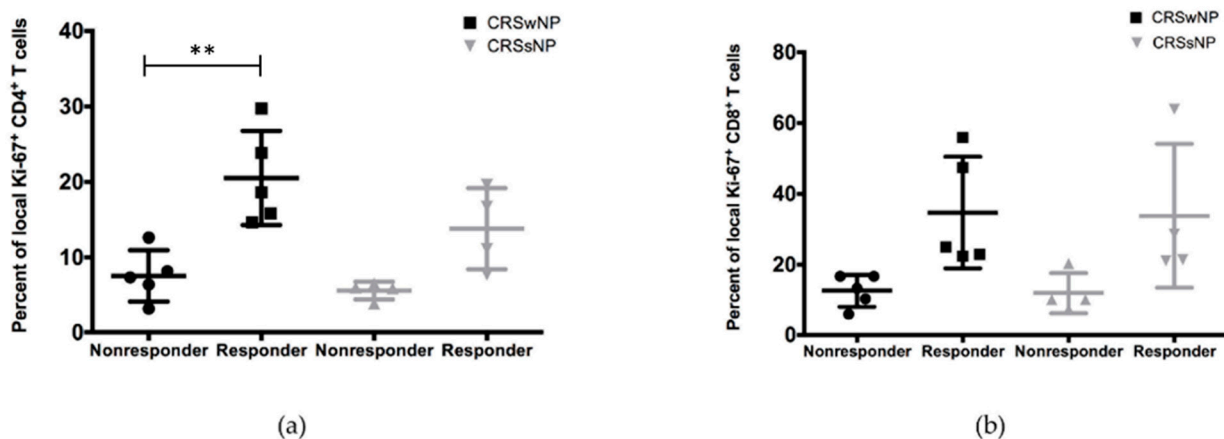 40
**
CRSwNP
CRSsNP
30
20
10
0
Percent of local Ki-67⁺ CD4⁺ T cells
Nonresponder Responder Nonresponder Responder
(a)
CRSwNP
CRSsNP
80
60
40
20
0
Percent of local Ki-67⁺ CD8⁺ T cells
Nonresponder Responder Nonresponder Responder
(b)